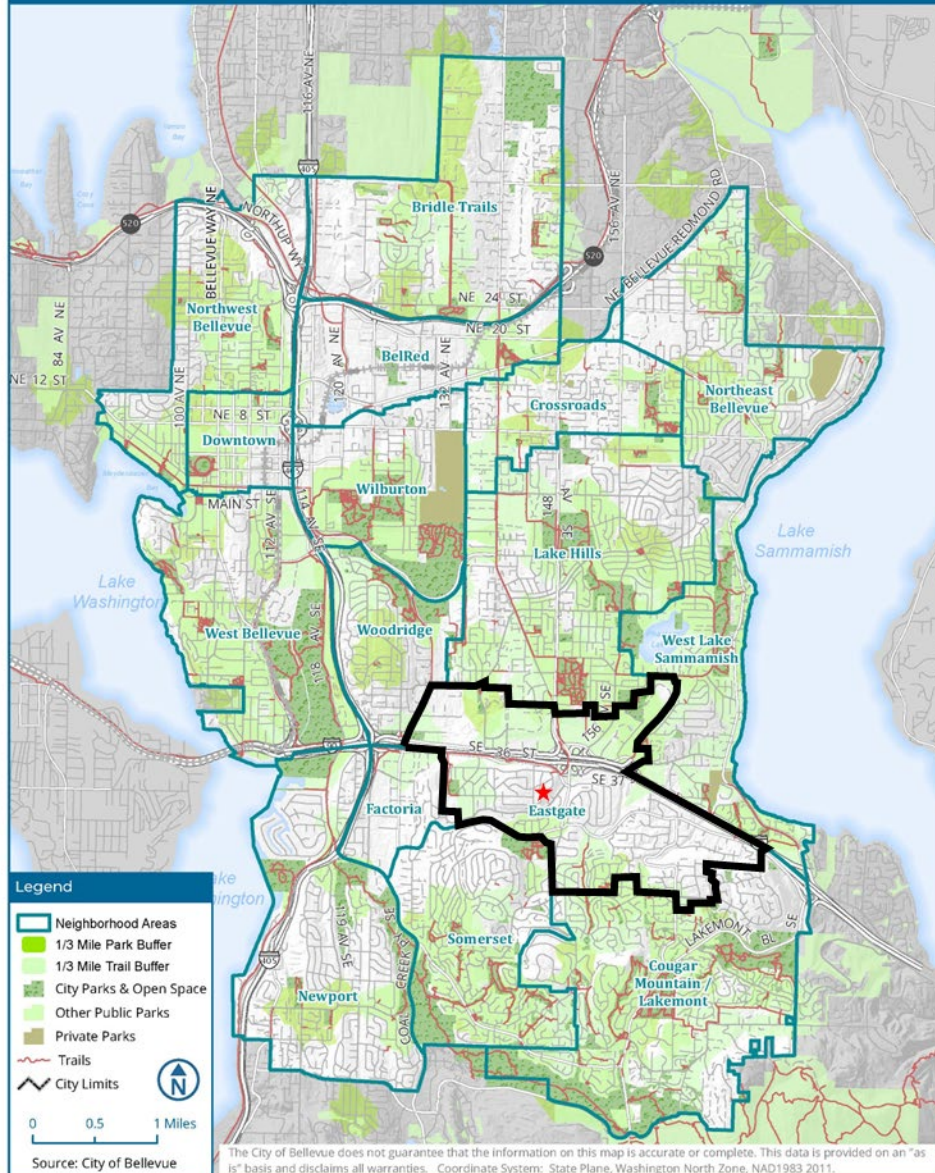 116 AV NE
405
Bridle Trails
520
156 AV NE
NE BELLEVUE REDMOND RD
BELLEVUE WAY NE
NORTHUP WY
520
NE 24 ST
NE 20 ST
Northwest
Bellevue
84 AV NE
NE 12 ST
100 AV NE
BelRed
120 AV NE
132 AV NE
Crossroads
Northeast
Bellevue
NE 8 ST
Downtown
Wilburton
MAIN ST
112 AV SE
114 AV SE
148 AV SE
Lake Hills
Lake
Sammamish
Lake
Washington
West Bellevue
118 AV SE
Woodridge
West Lake
Sammamish
156
SE
SE 36 ST
SE 37
Factoria
Eastgate
Somerset
LAKEMONT BL SE
Cougar
Mountain /
Lakemont
405
119 AV SE
Newport
COAL CREEK P SE
Legend
Neighborhood Areas
1/3 Mile Park Buffer
1/3 Mile Trail Buffer
City Parks & Open Space
Other Public Parks
Private Parks
Trails
City Limits
N
0 0.5 1 Miles
Source: City of Bellevue
The City of Bellevue does not guarantee that the information on this map is accurate or complete. This data is provided on an "as
is" basis and disclaims all warranties. Coordinate System: State Plane, Washington North Zone, NAD1983 2011.